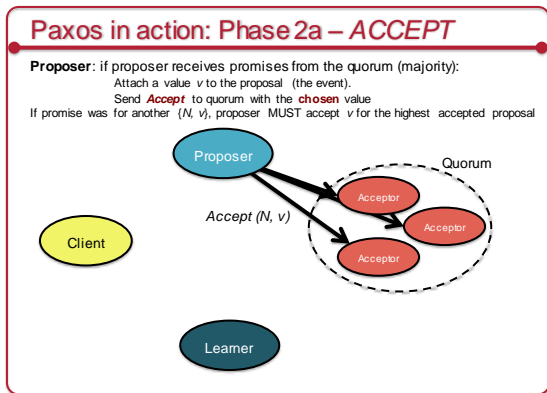 Paxos in action: Phase 2a – ACCEPT
Proposer: if proposer receives promises from the quorum (majority):
Attach a value v to the proposal (the event).
Send Accept to quorum with the chosen value
If promise was for another {N, v}, proposer MUST accept v for the highest accepted proposal
Proposer
Quorum
Acceptor
Accept (N, v)
Acceptor
Client
Acceptor
Learner